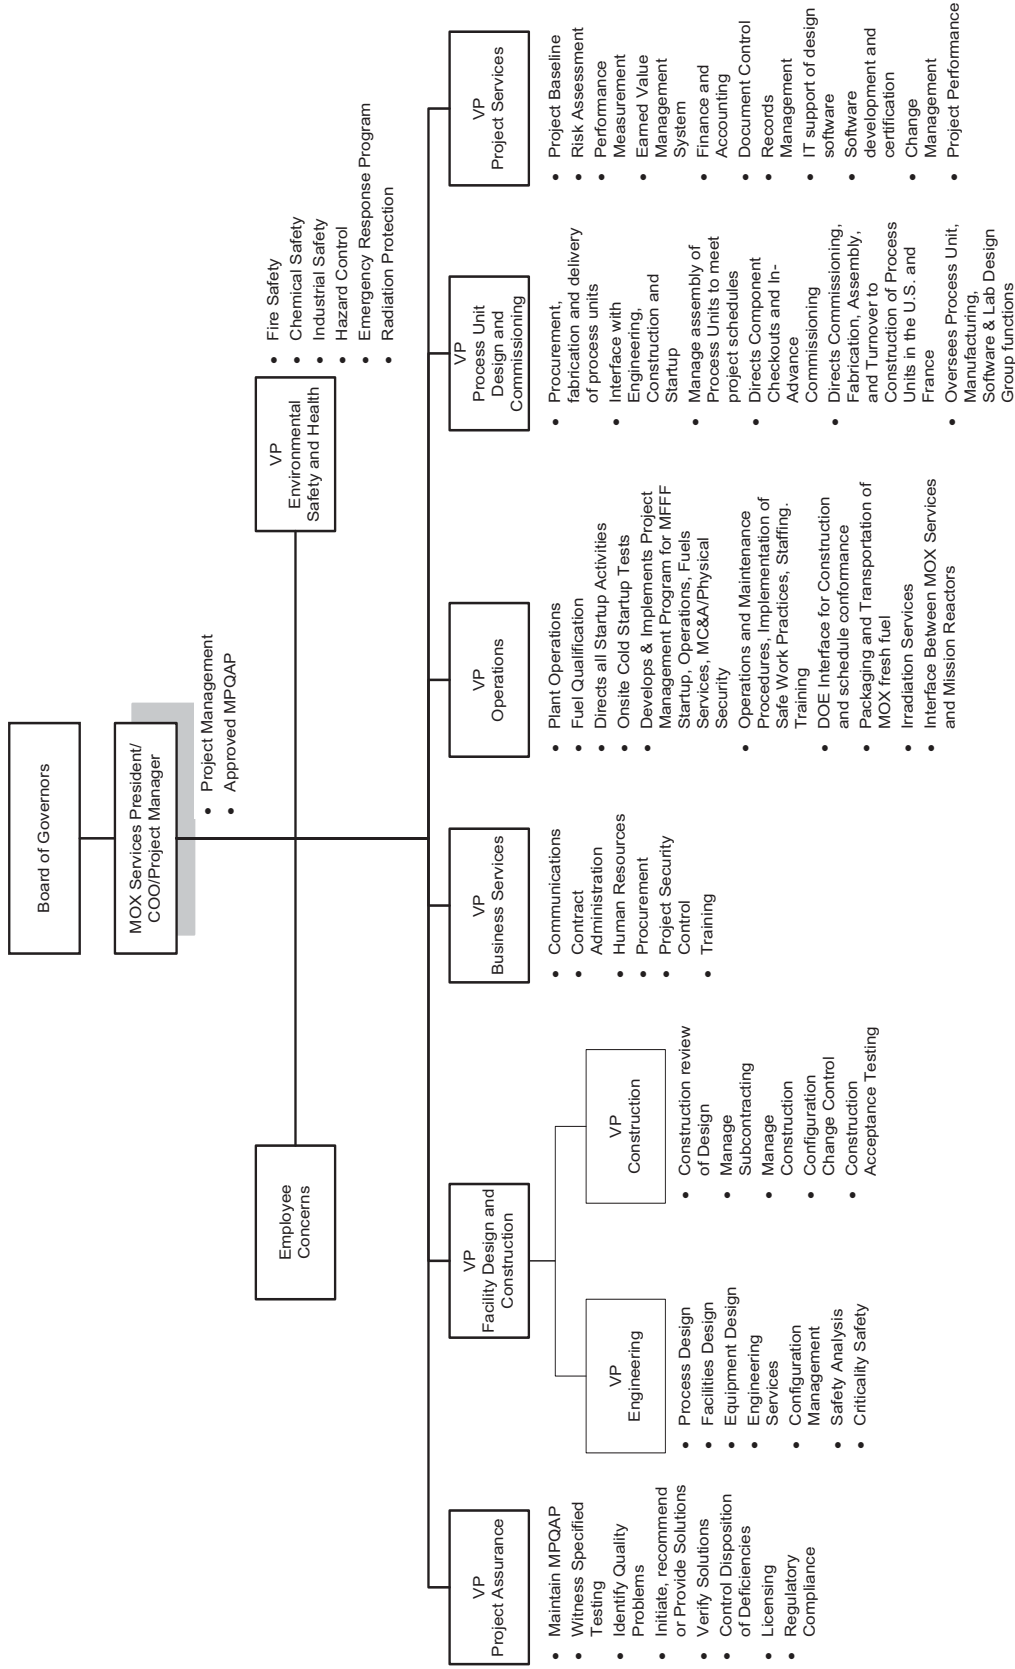 Board of Governors
MOX Services President/
COO/Project Manager
• Project Management
• Approved MPQAP
Employee
Concerns
VP
Environmental
Safety and Health
• Fire Safety
• Chemical Safety
• Industrial Safety
• Hazard Control
• Emergency Response Program
• Radiation Protection
VP
Project Assurance
• Maintain MPQAP
• Witness Specified
Testing
• Identify Quality
Problems
• Initiate, recommend
or Provide Solutions
• Verify Solutions
• Control Disposition
of Deficiencies
• Licensing
• Regulatory
Compliance
VP
Facility Design and
Construction
VP
Engineering
• Process Design
• Facilities Design
• Equipment Design
• Engineering
Services
• Configuration
Management
• Safety Analysis
• Criticality Safety
VP
Construction
• Construction review
of Design
• Manage
Subcontracting
• Manage
Construction
• Configuration
Change Control
• Construction
Acceptance Testing
VP
Business Services
• Communications
• Contract
Administration
• Human Resources
• Procurement
• Project Security
Control
• Training
VP
Operations
• Plant Operations
• Fuel Qualification
• Directs all Startup Activities
• Onsite Cold Startup Tests
• Develops & Implements Project
Management Program for MFFF
Startup, Operations, Fuels
Services, MC&A/Physical
Security
• Operations and Maintenance
Procedures, Implementation of
Safe Work Practices, Staffing.
Training
• DOE Interface for Construction
and schedule conformance
• Packaging and Transportation of
MOX fresh fuel
• Irradiation Services
• Interface Between MOX Services
and Mission Reactors
VP
Process Unit
Design and
Commissioning
• Procurement,
fabrication and delivery
of process units
• Interface with
Engineering,
Construction and
Startup
• Manage assembly of
Process Units to meet
project schedules
• Directs Component
Checkouts and In-
Advance
Commissioning
• Directs Commissioning,
Fabrication, Assembly,
and Turnover to
Construction of Process
Units in the U.S. and
France
• Oversees Process Unit,
Manufacturing,
Software & Lab Design
Group functions
VP
Project Services
• Project Baseline
• Risk Assessment
• Performance
Measurement
• Earned Value
Management
System
• Finance and
Accounting
• Document Control
• Records
Management
• IT support of design
software
• Software
development and
certification
• Change
Management
• Project Performance